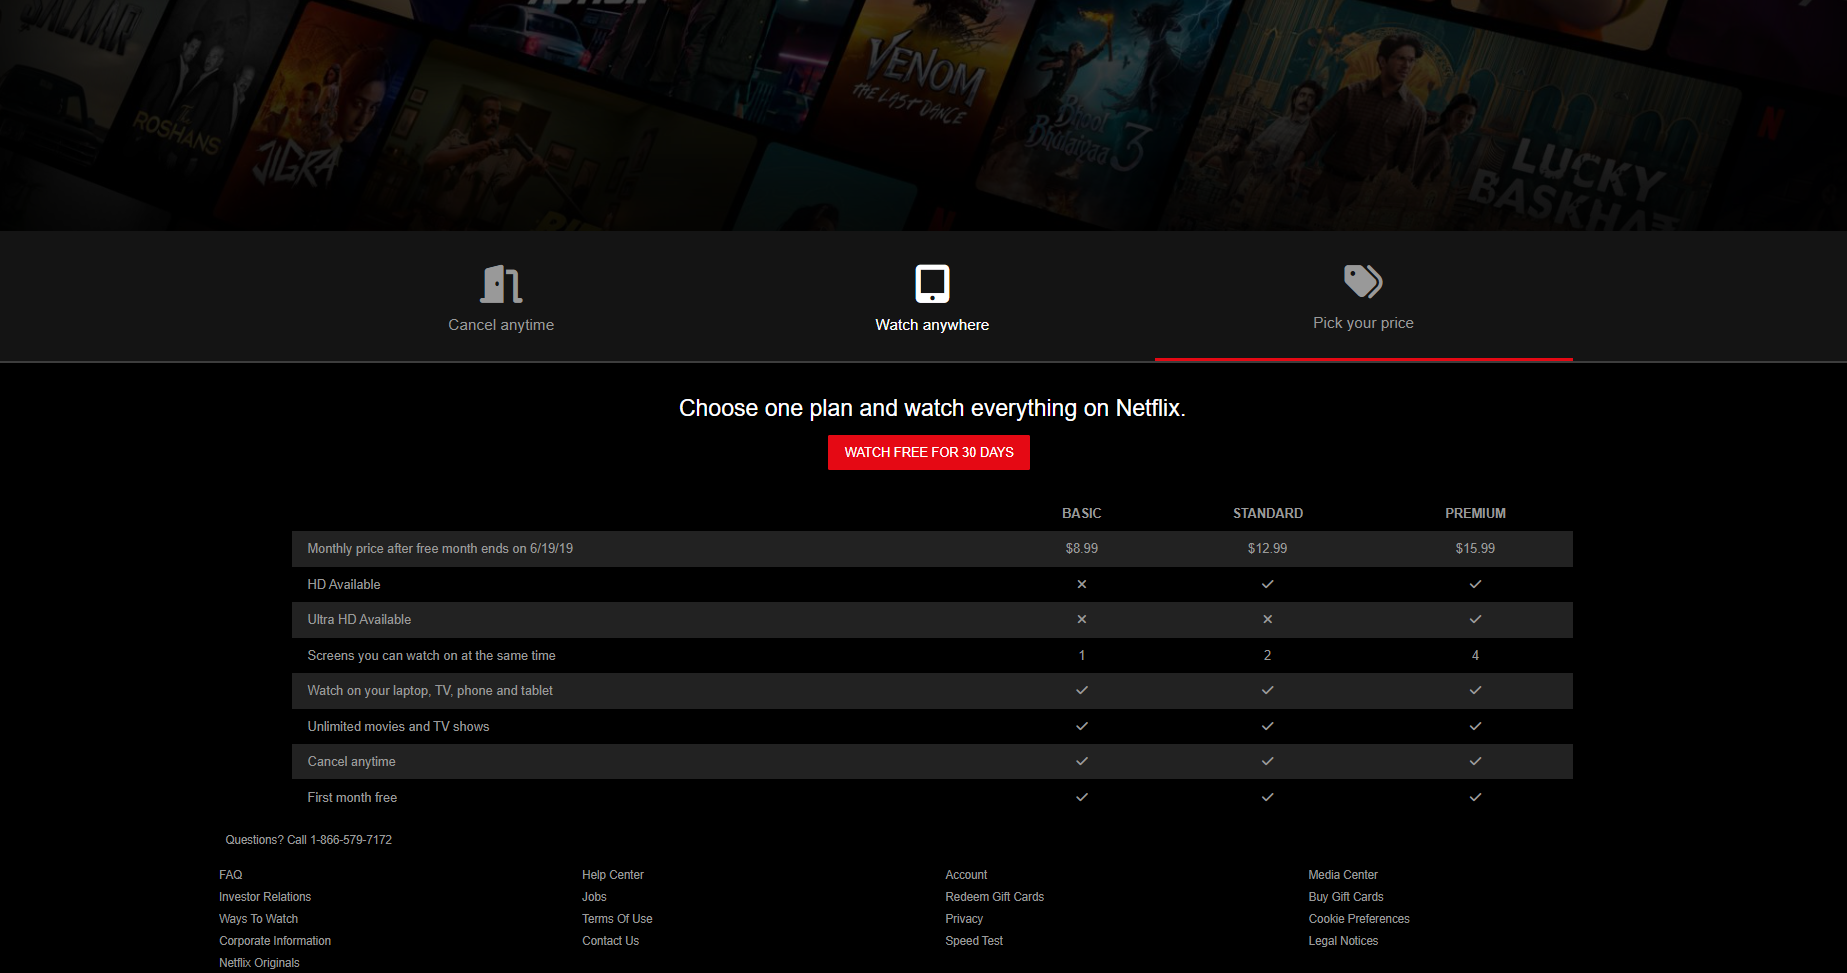 SALAAR
The
ROSHANS
JIGRA
VENOM
THE LAST DANCE
Bhool
Bhulaiyaa 3
LUCKY
BASKHAR
N
Cancel anytime
Watch anywhere
Pick your price
Choose one plan and watch everything on Netflix.
WATCH FREE FOR 30 DAYS
BASIC STANDARD PREMIUM
Monthly price after free month ends on 6/19/19 $8.99 $12.99 $15.99
HD Available × ✓ ✓
Ultra HD Available × × ✓
Screens you can watch on at the same time 1 2 4
Watch on your laptop, TV, phone and tablet ✓ ✓ ✓
Unlimited movies and TV shows ✓ ✓ ✓
Cancel anytime ✓ ✓ ✓
First month free ✓ ✓ ✓
Questions? Call 1-866-579-7172
FAQ Help Center Account Media Center
Investor Relations Jobs Redeem Gift Cards Buy Gift Cards
Ways To Watch Terms Of Use Privacy Cookie Preferences
Corporate Information Contact Us Speed Test Legal Notices
Netflix Originals